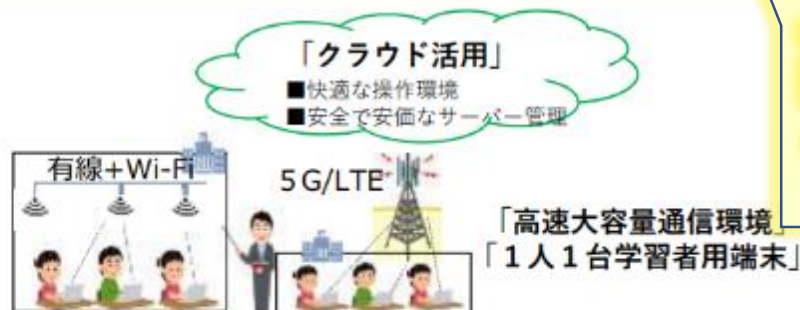 「クラウド活用」
■快適な操作環境
■安全で安価なサーバー管理
有線+Wi-Fi
5G/LTE
「高速大容量通信環境」
「1人1台学習者用端末」